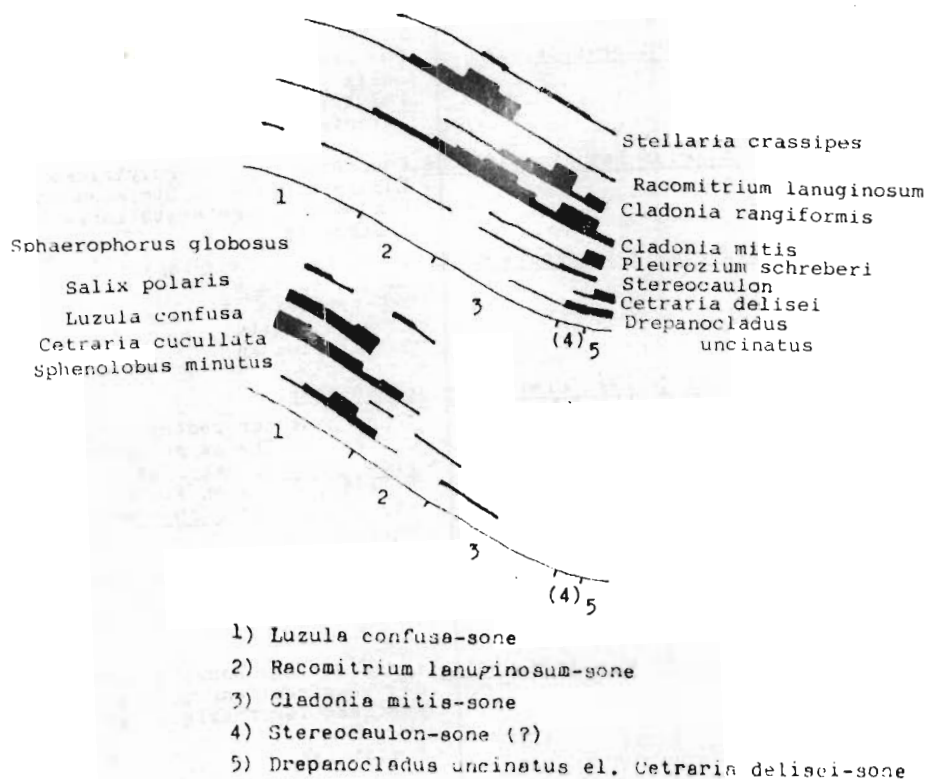 Stellaria crassipes
Racomitrium lanuginosum
Cladonia rangiformis
Cladonia mitis
Pleurozium schreberi
Stereocaulon
Cetraria delisei
Drepanocladus
uncinatus
1
2
3
(4)
5
Sphaerophorus globosus
Salix polaris
Luzula confusa
Cetraria cucullata
Sphenolobus minutus
1
2
3
(4)
5
1) Luzula confusa-sone
2) Racomitrium lanuginosum-sone
3) Cladonia mitis-sone
4) Stereocaulon-sone (?)
5) Drepanocladus uncinatus el. Cetraria delisei-sone